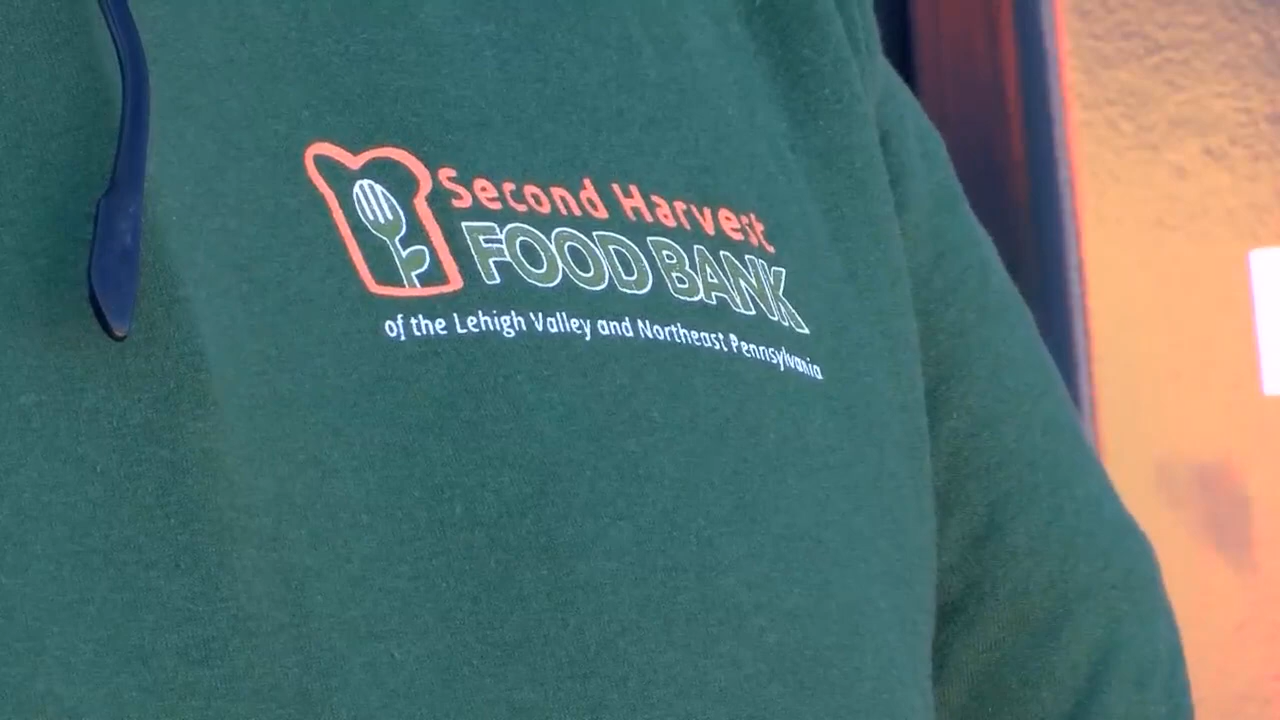 Second Harvest
FOOD BANK
of the Lehigh Valley and Northeast Pennsylvania